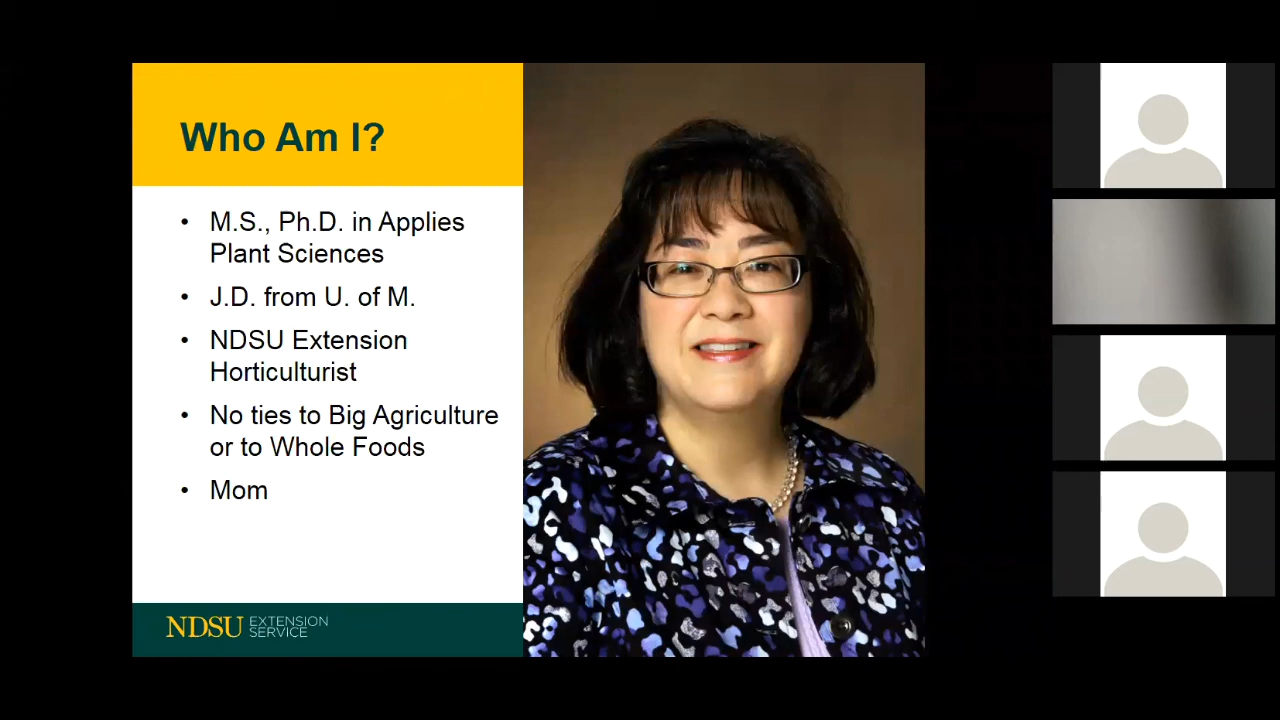 Who Am I?
• M.S., Ph.D. in Applies
Plant Sciences
• J.D. from U. of M.
• NDSU Extension
Horticulturist
• No ties to Big Agriculture
or to Whole Foods
• Mom
NDSU EXTENSION
SERVICE